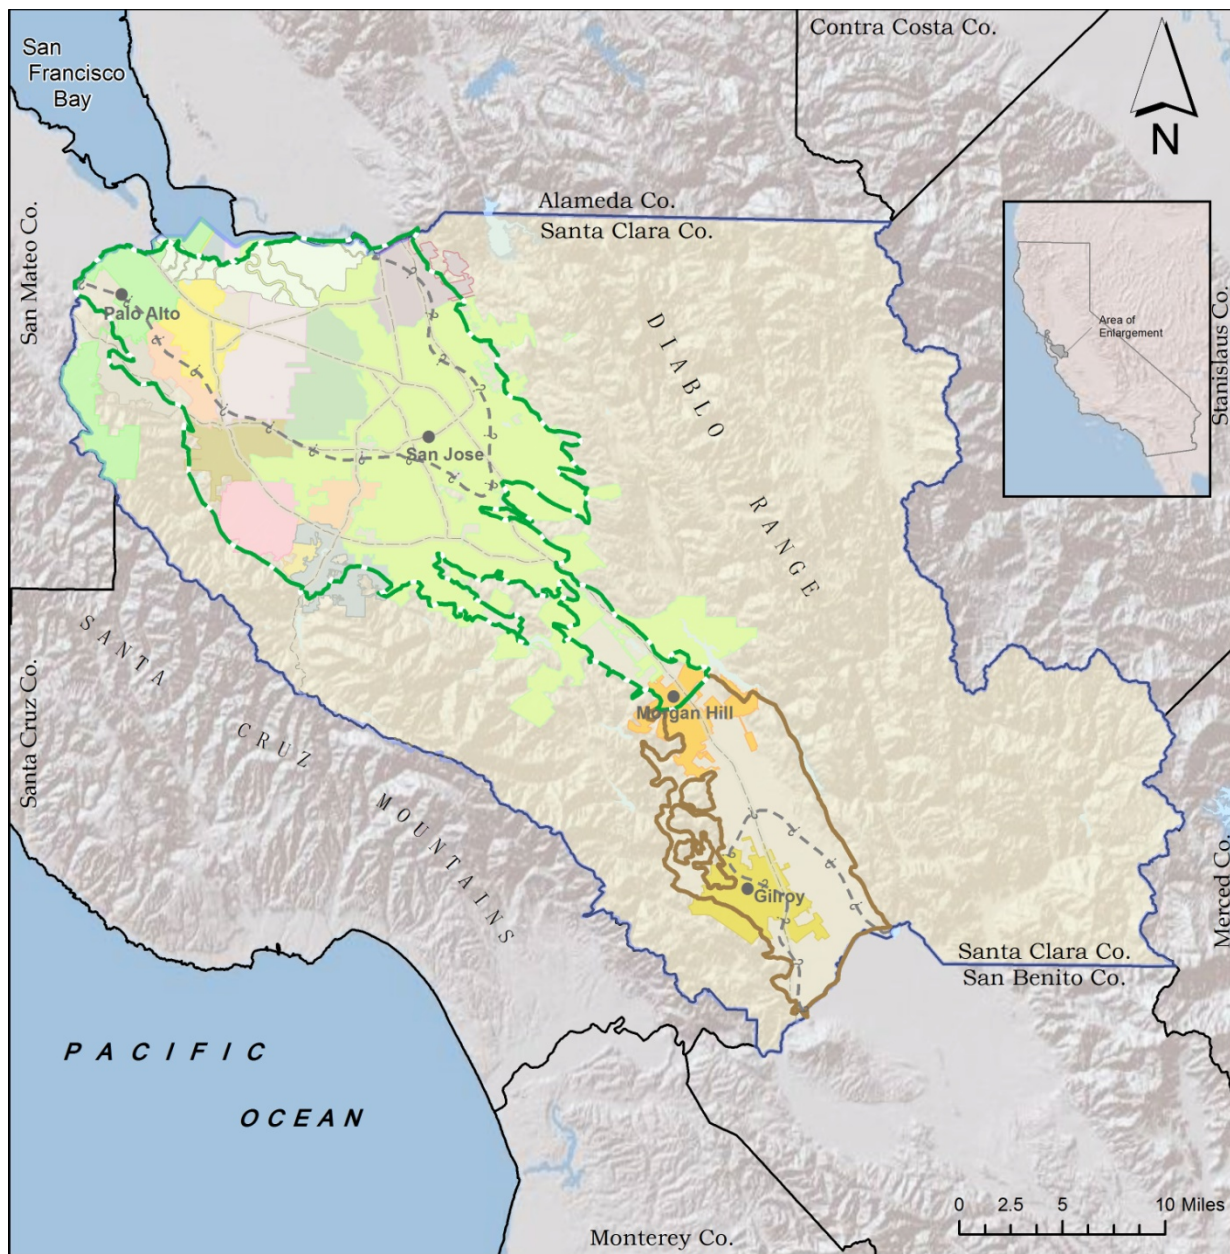 San
Francisco
Bay
Contra Costa Co.
N
San Mateo Co.
Alameda Co.
Santa Clara Co.
Area of
Enlargement
Stanislaus Co.
Palo Alto
San Jose
DIABLO
RANGE
SANTA
CRUZ
MOUNTAINS
Santa Cruz Co.
Morgan Hill
Gilroy
Merced Co.
Santa Clara Co.
San Benito Co.
PACIFIC
OCEAN
0 2.5 5 10 Miles
Monterey Co.